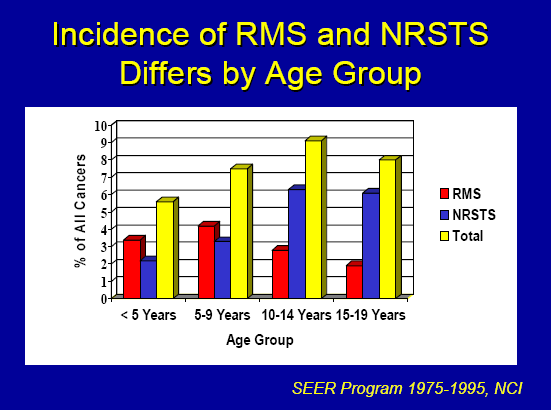 Incidence of RMS and NRSTS
Differs by Age Group
10
9
8
7
6
5
4
3
2
1
0
% of All Cancers
< 5 Years 5-9 Years 10-14 Years 15-19 Years
Age Group
RMS
NRSTS
Total
SEER Program 1975-1995, NCI